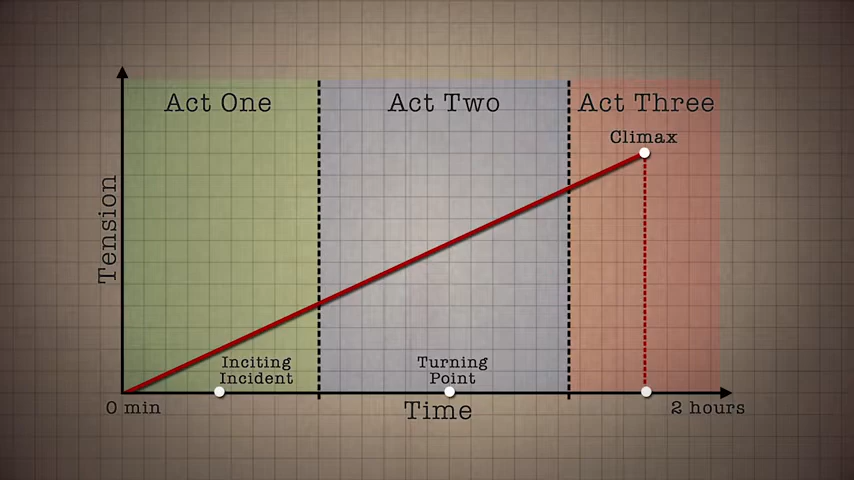 Act One
Act Two
Act Three
Climax
Tension
Inciting
Incident
Turning
Point
0 min
Time
2 hours